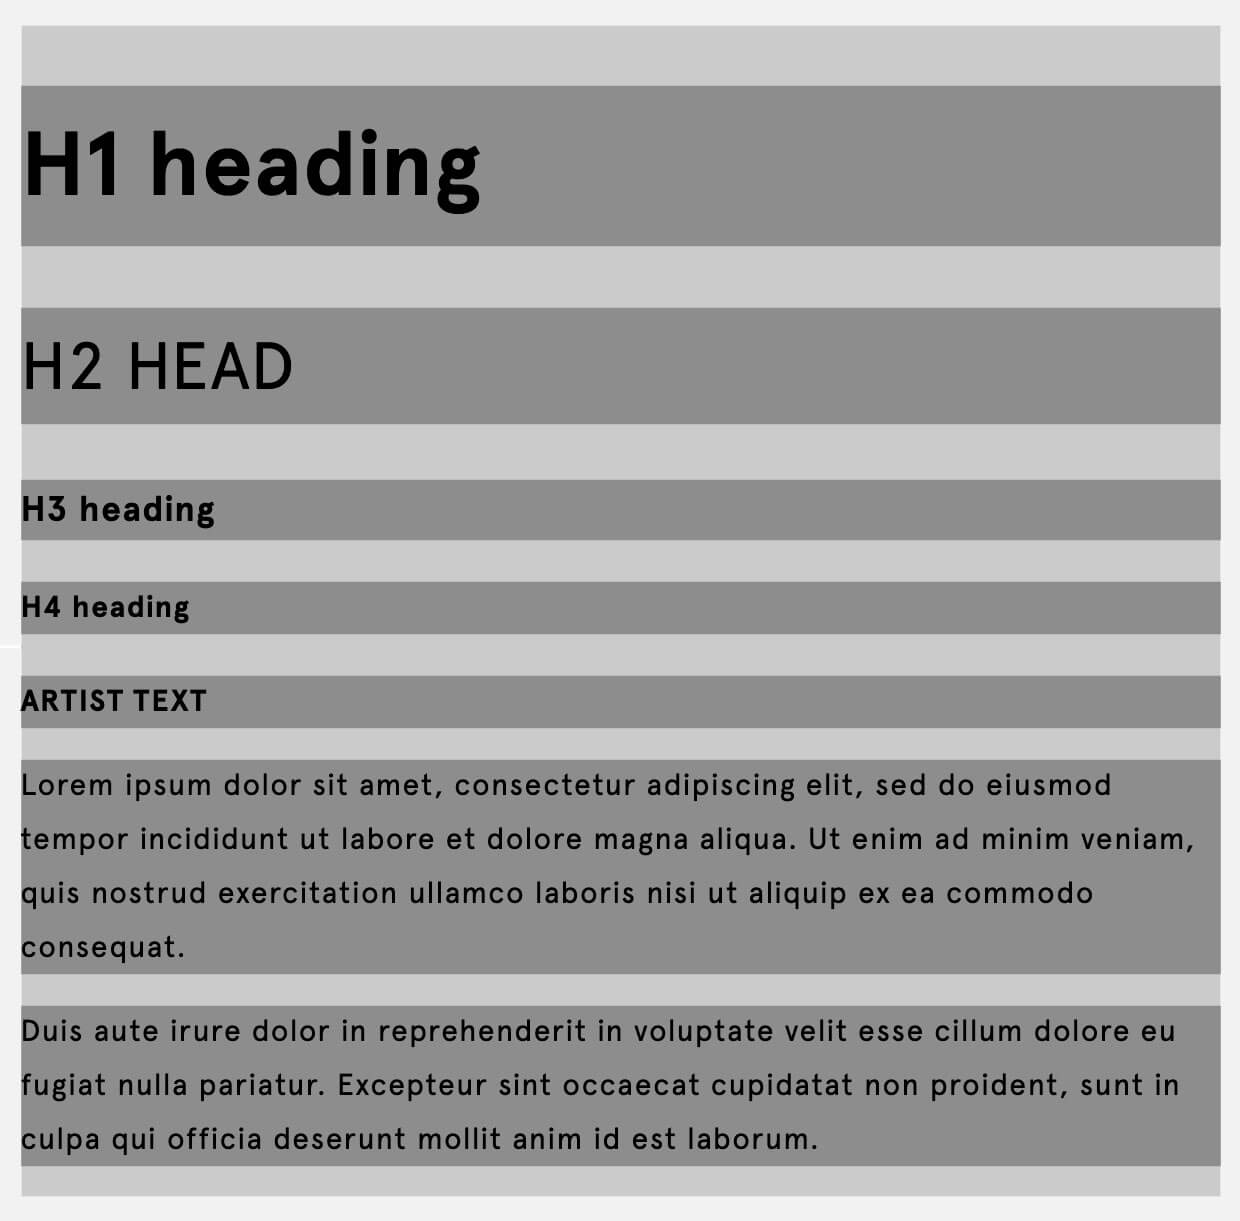 H1 heading
H2 HEAD
H3 heading
H4 heading
ARTIST TEXT
Lorem ipsum dolor sit amet, consectetur adipiscing elit, sed do eiusmod
tempor incididunt ut labore et dolore magna aliqua. Ut enim ad minim veniam,
quis nostrud exercitation ullamco laboris nisi ut aliquip ex ea commodo
consequat.
Duis aute irure dolor in reprehenderit in voluptate velit esse cillum dolore eu
fugiat nulla pariatur. Excepteur sint occaecat cupidatat non proident, sunt in
culpa qui officia deserunt mollit anim id est laborum.